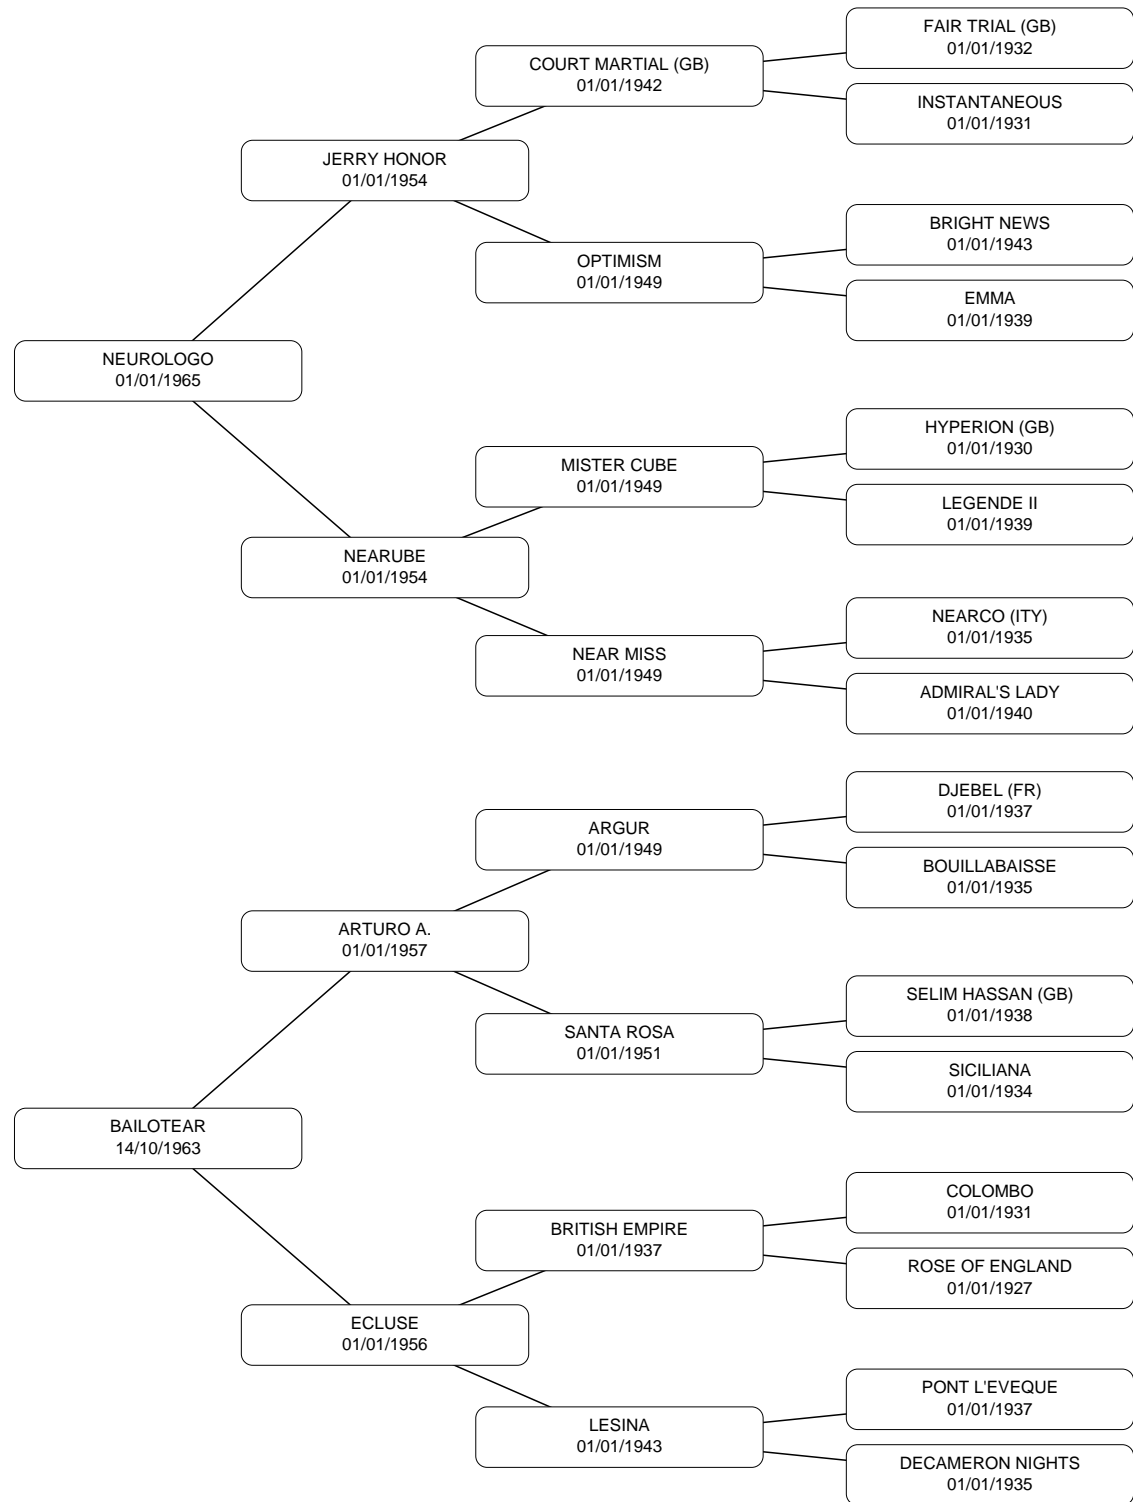 FAIR TRIAL (GB)
01/01/1932
COURT MARTIAL (GB)
01/01/1942
INSTANTANEOUS
01/01/1931
JERRY HONOR
01/01/1954
BRIGHT NEWS
01/01/1943
OPTIMISM
01/01/1949
EMMA
01/01/1939
NEUROLOGO
01/01/1965
HYPERION (GB)
01/01/1930
MISTER CUBE
01/01/1949
LEGENDE II
01/01/1939
NEARUBE
01/01/1954
NEARCO (ITY)
01/01/1935
NEAR MISS
01/01/1949
ADMIRAL'S LADY
01/01/1940
DJEBEL (FR)
01/01/1937
ARGUR
01/01/1949
BOUILLABAISSE
01/01/1935
ARTURO A.
01/01/1957
SELIM HASSAN (GB)
01/01/1938
SANTA ROSA
01/01/1951
SICILIANA
01/01/1934
BAILOTEAR
14/10/1963
COLOMBO
01/01/1931
BRITISH EMPIRE
01/01/1937
ROSE OF ENGLAND
01/01/1927
ECLUSE
01/01/1956
PONT L'EVEQUE
01/01/1937
LESINA
01/01/1943
DECAMERON NIGHTS
01/01/1935